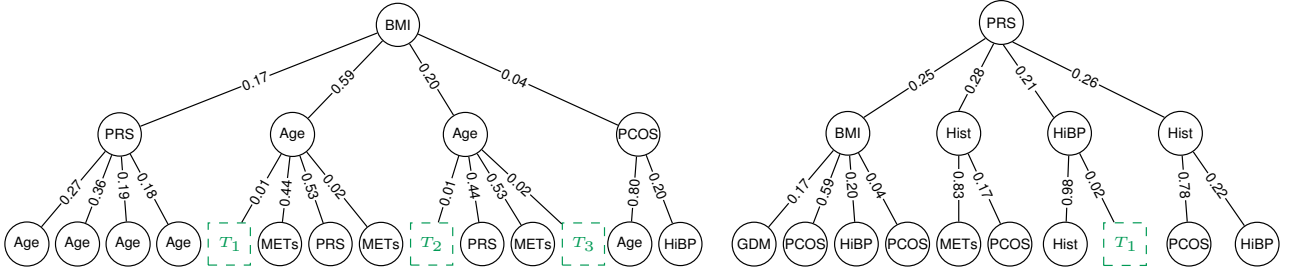 BMI PRS
0.17 0.59 0.20 0.04 0.25 0.28 0.21 0.26
PRS Age Age PCOS BMI Hist HiBP Hist
0.27 0.36 0.19 0.18 0.01 0.44 0.53 0.02 0.01 0.44 0.53 0.02 0.80 0.20 0.17 0.59 0.20 0.04 0.83 0.17 0.98 0.02 0.78 0.22
Age Age Age Age T₁ METs PRS METs T₂ PRS METs T₃ Age HiBP GDM PCOS HiBP PCOS METs PCOS Hist T₁ PCOS HiBP